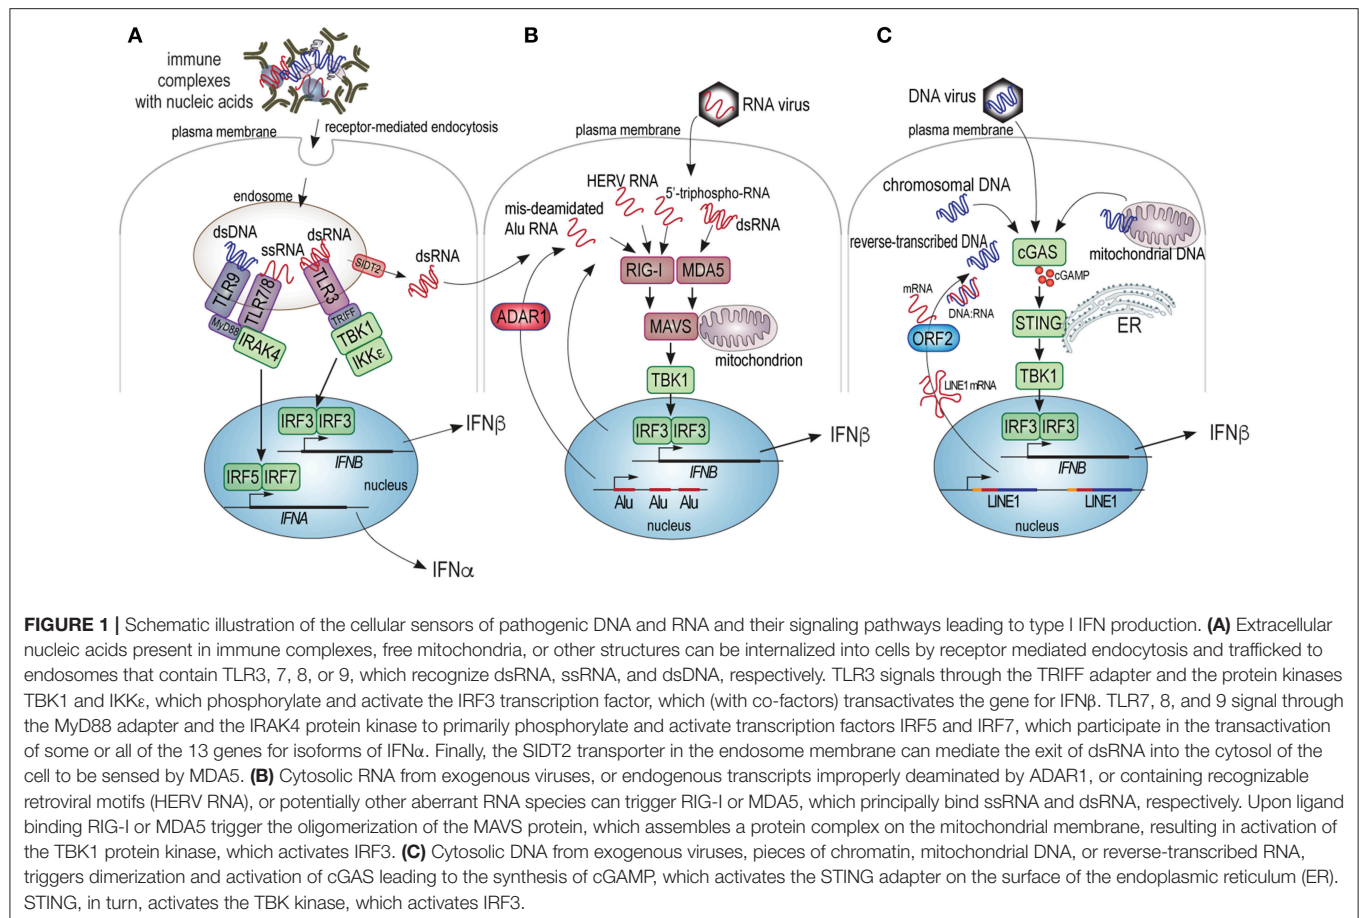 A
immune
complexes
with nucleic acids
plasma membrane
receptor-mediated endocytosis
endosome
dsDNA
ssRNA
dsRNA
TLR9
TLR7/8
TLR3
SIDT2
dsRNA
MyD88
IRAK4
TRIFF
TBK1
IKKε
IRF3 IRF3
IFNB
IFNβ
IRF5 IRF7
IFNA
nucleus
IFNα
B
RNA virus
plasma membrane
HERV RNA
5'-triphospho-RNA
mis-deamidated
Alu RNA
dsRNA
RIG-I
MDA5
ADAR1
MAVS
mitochondrion
TBK1
IRF3 IRF3
IFNB
IFNβ
Alu Alu Alu
nucleus
C
DNA virus
plasma membrane
chromosomal DNA
reverse-transcribed DNA
cGAS
mitochondrial DNA
cGAMP
mRNA
DNA:RNA
ORF2
STING
ER
LINE1 mRNA
TBK1
IRF3 IRF3
IFNB
IFNβ
LINE1 LINE1
nucleus
FIGURE 1 | Schematic illustration of the cellular sensors of pathogenic DNA and RNA and their signaling pathways leading to type I IFN production. (A) Extracellular
nucleic acids present in immune complexes, free mitochondria, or other structures can be internalized into cells by receptor mediated endocytosis and trafficked to
endosomes that contain TLR3, 7, 8, or 9, which recognize dsRNA, ssRNA, and dsDNA, respectively. TLR3 signals through the TRIFF adapter and the protein kinases
TBK1 and IKKε, which phosphorylate and activate the IRF3 transcription factor, which (with co-factors) transactivates the gene for IFNβ. TLR7, 8, and 9 signal through
the MyD88 adapter and the IRAK4 protein kinase to primarily phosphorylate and activate transcription factors IRF5 and IRF7, which participate in the transactivation
of some or all of the 13 genes for isoforms of IFNα. Finally, the SIDT2 transporter in the endosome membrane can mediate the exit of dsRNA into the cytosol of the
cell to be sensed by MDA5. (B) Cytosolic RNA from exogenous viruses, or endogenous transcripts improperly deaminated by ADAR1, or containing recognizable
retroviral motifs (HERV RNA), or potentially other aberrant RNA species can trigger RIG-I or MDA5, which principally bind ssRNA and dsRNA, respectively. Upon ligand
binding RIG-I or MDA5 trigger the oligomerization of the MAVS protein, which assembles a protein complex on the mitochondrial membrane, resulting in activation of
the TBK1 protein kinase, which activates IRF3. (C) Cytosolic DNA from exogenous viruses, pieces of chromatin, mitochondrial DNA, or reverse-transcribed RNA,
triggers dimerization and activation of cGAS leading to the synthesis of cGAMP, which activates the STING adapter on the surface of the endoplasmic reticulum (ER).
STING, in turn, activates the TBK kinase, which activates IRF3.